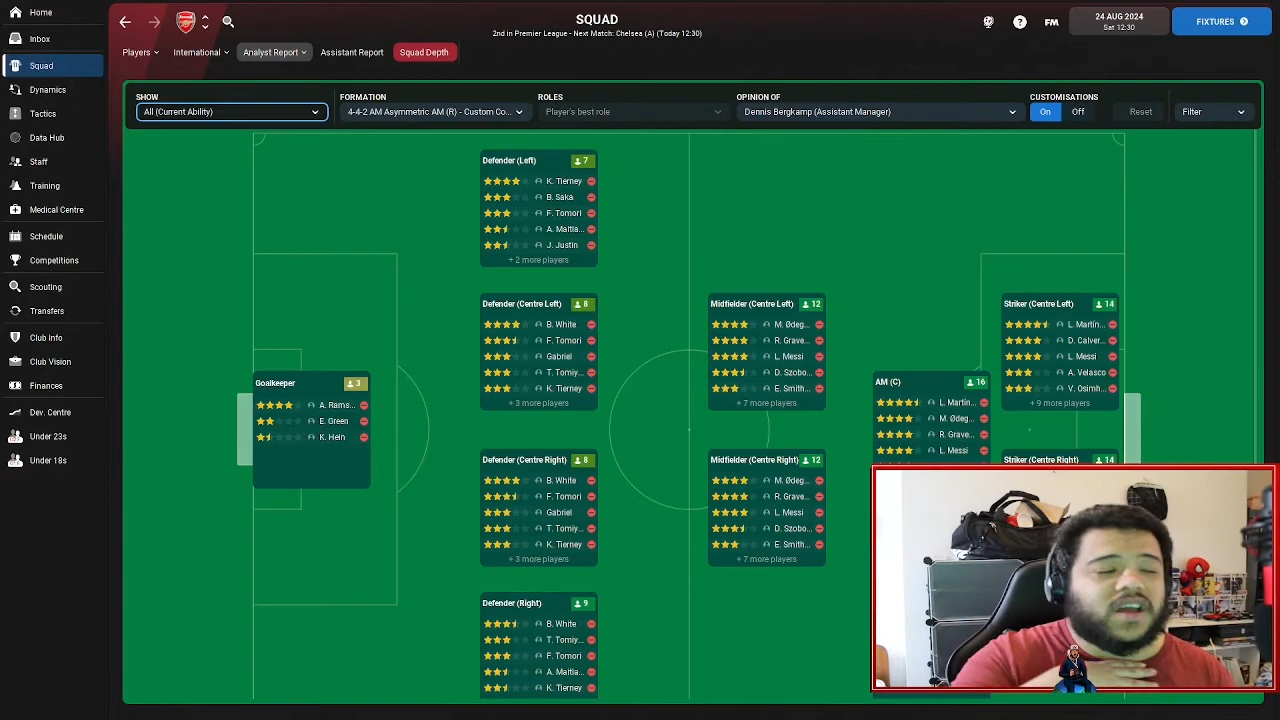 Home
SQUAD
2nd in Premier League - Next Match: Chelsea (A) (Today 12:30)
FM
24 AUG 2024
Sat 12:30
FIXTURES
Inbox
Squad
Dynamics
Tactics
Data Hub
Staff
Training
Medical Centre
Schedule
Competitions
Scouting
Transfers
Club Info
Club Vision
Finances
Dev. Centre
Under 23s
Under 18s
Players
International
Analyst Report
Assistant Report
Squad Depth
SHOW
All (Current Ability)
FORMATION
4-4-2 AM Asymmetric AM (R) - Custom Co...
ROLES
Player's best role
OPINION OF
Dennis Bergkamp (Assistant Manager)
CUSTOMISATIONS
On
Off
Reset
Filter
Goalkeeper 3
A. Rams...
E. Green
K. Hein
Defender (Left) 7
K. Tierney
B. Saka
F. Tomori
A. Maitla...
J. Justin
+ 2 more players
Defender (Centre Left) 8
B. White
F. Tomori
Gabriel
T. Tomiy...
K. Tierney
+ 3 more players
Defender (Centre Right) 8
B. White
F. Tomori
Gabriel
T. Tomiy...
K. Tierney
+ 3 more players
Defender (Right) 9
B. White
T. Tomiy...
F. Tomori
A. Maitla...
K. Tierney
Midfielder (Centre Left) 12
M. Ødeg...
R. Grave...
L. Messi
D. Szobo...
E. Smith...
+ 7 more players
Midfielder (Centre Right) 12
M. Ødeg...
R. Grave...
L. Messi
D. Szobo...
E. Smith...
+ 7 more players
AM (C) 16
L. Martín...
M. Ødeg...
R. Grave...
L. Messi
Striker (Centre Left) 14
L. Martín...
D. Calver...
L. Messi
A. Velasco
V. Osimh...
+ 9 more players
Striker (Centre Right) 14